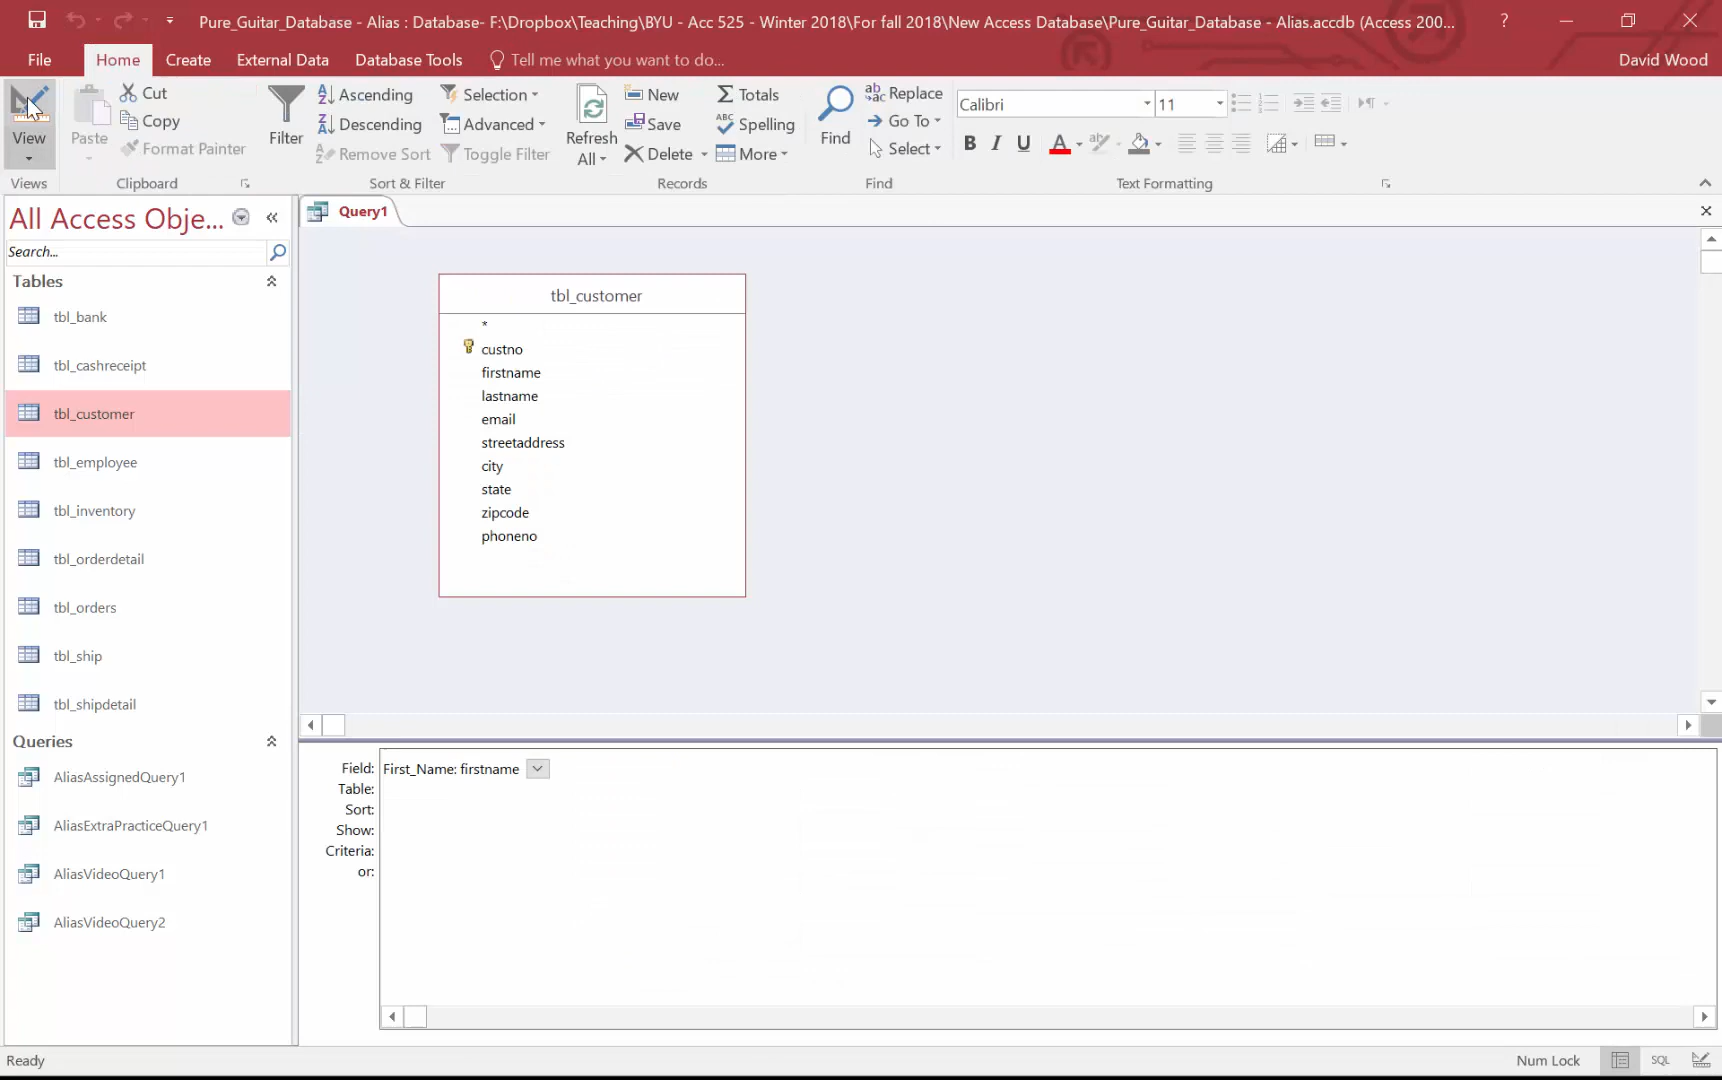 Pure_Guitar_Database - Alias : Database- F:\Dropbox\Teaching\BYU - Acc 525 - Winter 2018\For fall 2018\New Access Database\Pure_Guitar_Database - Alias.accdb (Access 200... ?
File Home Create External Data Database Tools Tell me what you want to do... David Wood
View
Views
Paste
Cut
Copy
Format Painter
Clipboard
Filter
Ascending
Descending
Remove Sort
Selection
Advanced
Toggle Filter
Sort & Filter
Refresh
All
New
Save
Delete
Totals
Spelling
More
Records
Find
Replace
Go To
Select
Find
Calibri 11
B I U A
Text Formatting
All Access Obje...
Search...
Tables
tbl_bank
tbl_cashreceipt
tbl_customer
tbl_employee
tbl_inventory
tbl_orderdetail
tbl_orders
tbl_ship
tbl_shipdetail
Queries
AliasAssignedQuery1
AliasExtraPracticeQuery1
AliasVideoQuery1
AliasVideoQuery2
Query1
tbl_customer
*
custno
firstname
lastname
email
streetaddress
city
state
zipcode
phoneno
Field: First_Name: firstname
Table:
Sort:
Show:
Criteria:
or:
Ready Num Lock SQL